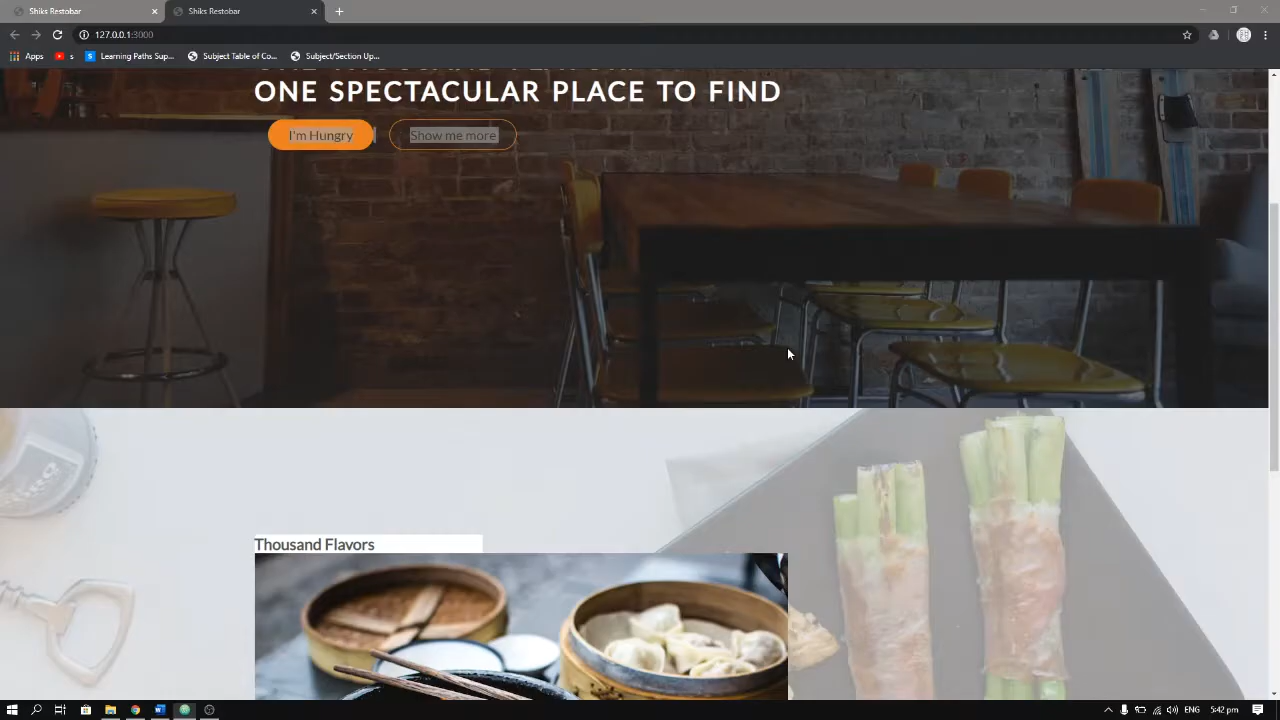 Shiks Restobar
Shiks Restobar
127.0.0.1:3000
Apps
s
Learning Paths Sup...
Subject Table of Co...
Subject/Section Up...
ONE SPECTACULAR PLACE TO FIND
I'm Hungry
Show me more
Thousand Flavors
ENG
5:42 pm